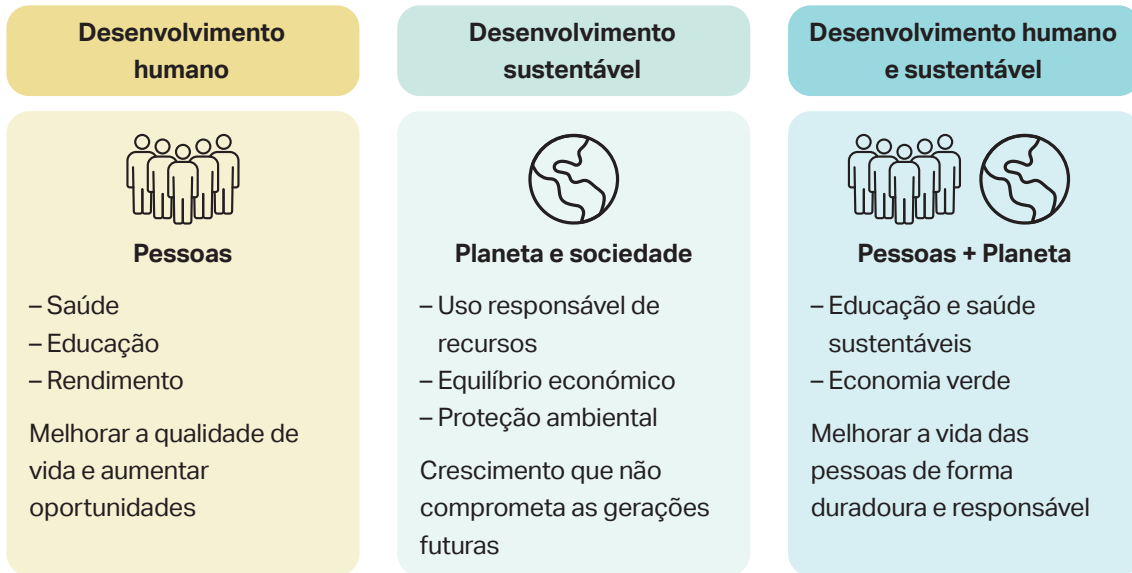 Desenvolvimento
humano
Pessoas
– Saúde
– Educação
– Rendimento
Melhorar a qualidade de
vida e aumentar
oportunidades
Desenvolvimento
sustentável
Planeta e sociedade
– Uso responsável de
recursos
– Equilíbrio económico
– Proteção ambiental
Crescimento que não
comprometa as gerações
futuras
Desenvolvimento humano
e sustentável
Pessoas + Planeta
– Educação e saúde
sustentáveis
– Economia verde
Melhorar a vida das
pessoas de forma
duradoura e responsável